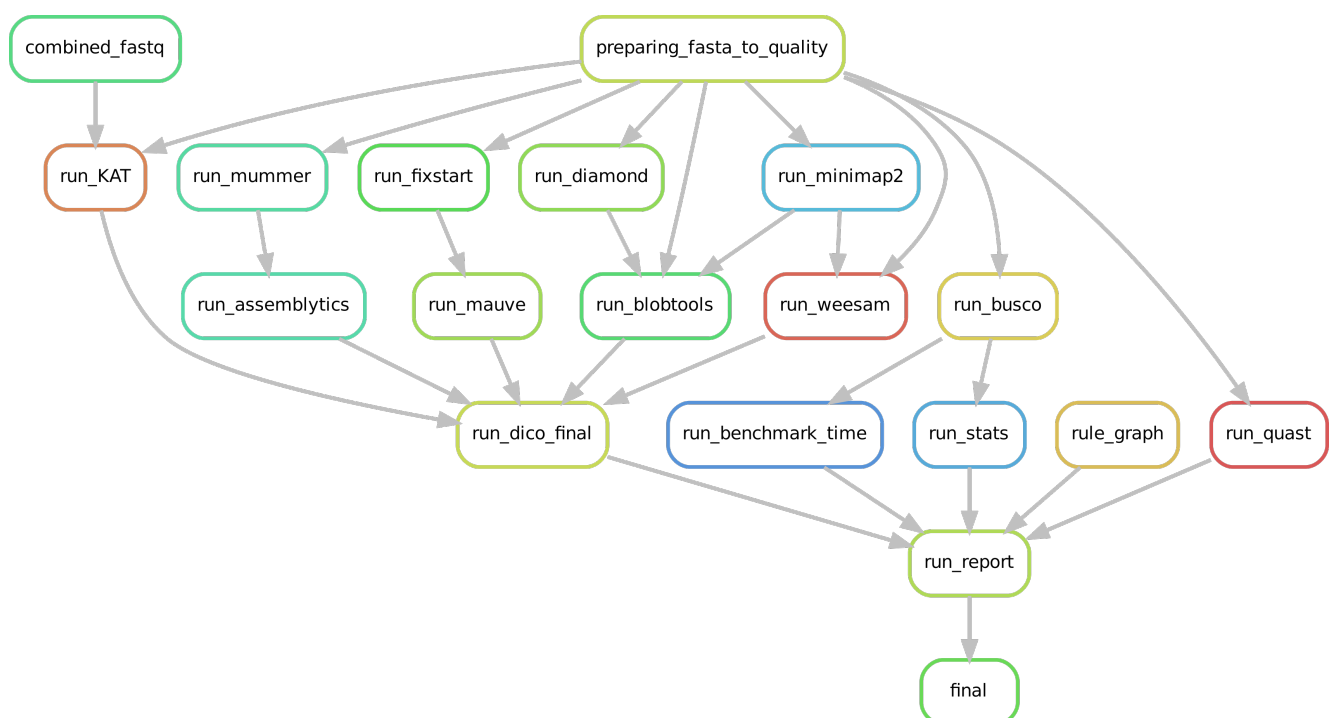 combined_fastq
preparing_fasta_to_quality
run_KAT
run_mummer
run_fixstart
run_diamond
run_minimap2
run_assemblytics
run_mauve
run_blobtools
run_weesam
run_busco
run_dico_final
run_benchmark_time
run_stats
rule_graph
run_quast
run_report
final